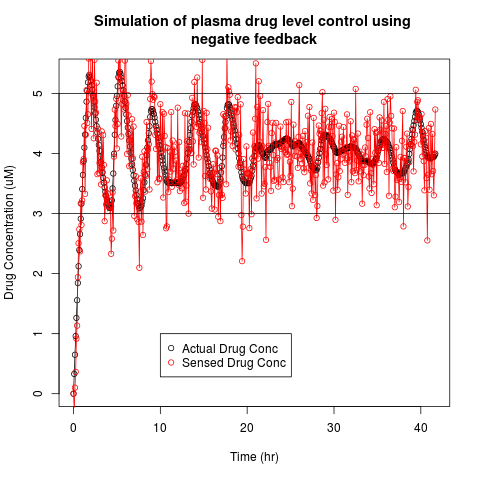 Simulation of plasma drug level control using
negative feedback
Drug Concentration (uM)
5
4
3
2
1
0
Actual Drug Conc
Sensed Drug Conc
0 10 20 30 40
Time (hr)